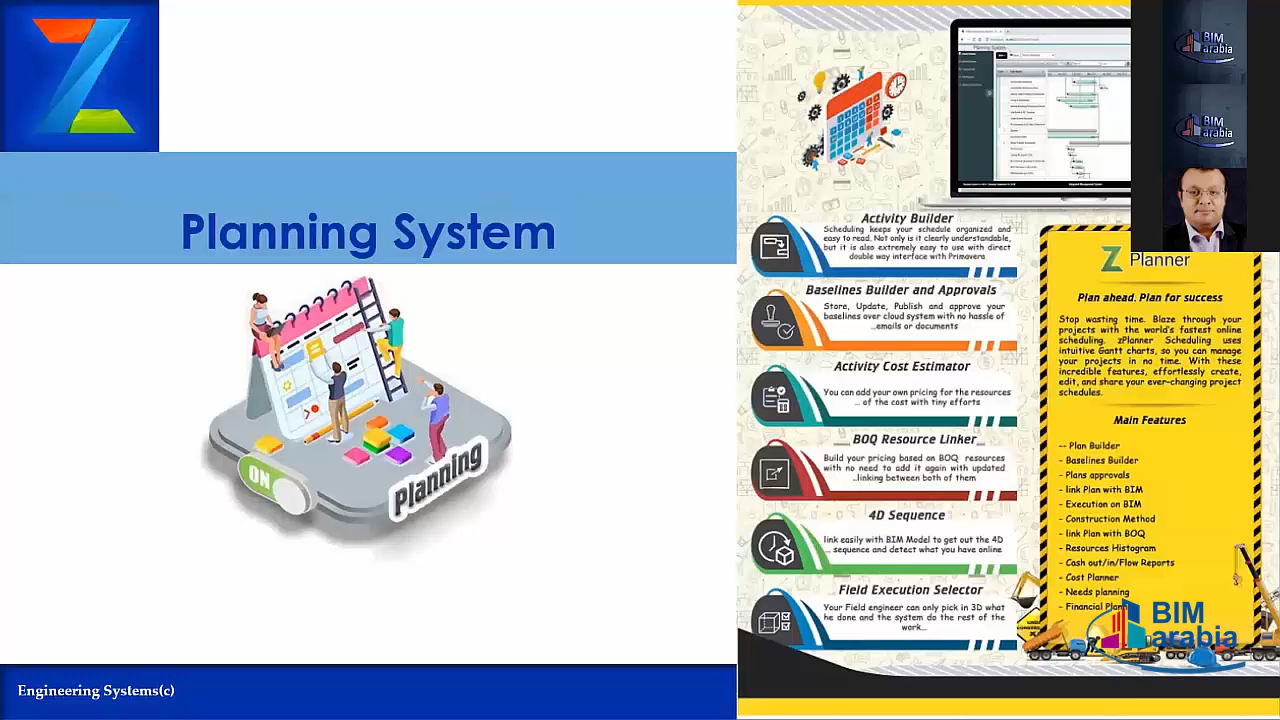 Planning System
ON
Planning
Engineering Systems(c)
Planning System
Activity Builder
Scheduling keeps your schedule organized and
easy to read. Not only is it clearly understandable,
but it is also extremely easy to use with direct
double way interface with Primavera
Baselines Builder and Approvals
Store, Update, Publish and approve your
baselines over cloud system with no hassle of
...emails or documents
Activity Cost Estimator
You can add your own pricing for the resources
... of the cost with tiny efforts
BOQ Resource Linker
Build your pricing based on BOQ resources
with no need to add it again with updated
..linking between both of them
4D Sequence
link easily with BIM Model to get out the 4D
... sequence and detect what you have online
Field Execution Selector
Your Field engineer can only pick in 3D what
he done and the system do the rest of the
work...
BIM
arabia
BIM
arabia
Z Planner
Plan ahead. Plan for success
Stop wasting time. Blaze through your
projects with the world's fastest online
scheduling. zPlanner Scheduling uses
intuitive Gantt charts, so you can manage
your projects in no time. With these
incredible features, effortlessly create,
edit, and share your ever-changing project
schedules.
Main Features
-- Plan Builder
- Baselines Builder
- Plans approvals
- link Plan with BIM
- Execution on BIM
- Construction Method
- link Plan with BOQ
- Resources Histogram
- Cash out/in/Flow Reports
- Cost Planner
- Needs planning
- Financial
BIM
arabia